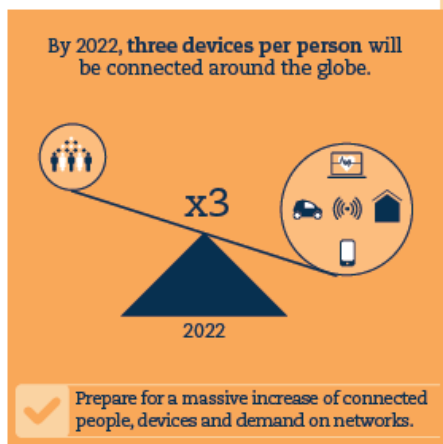 By 2022, three devices per person will
be connected around the globe.
x3
2022
Prepare for a massive increase of connected
people, devices and demand on networks.